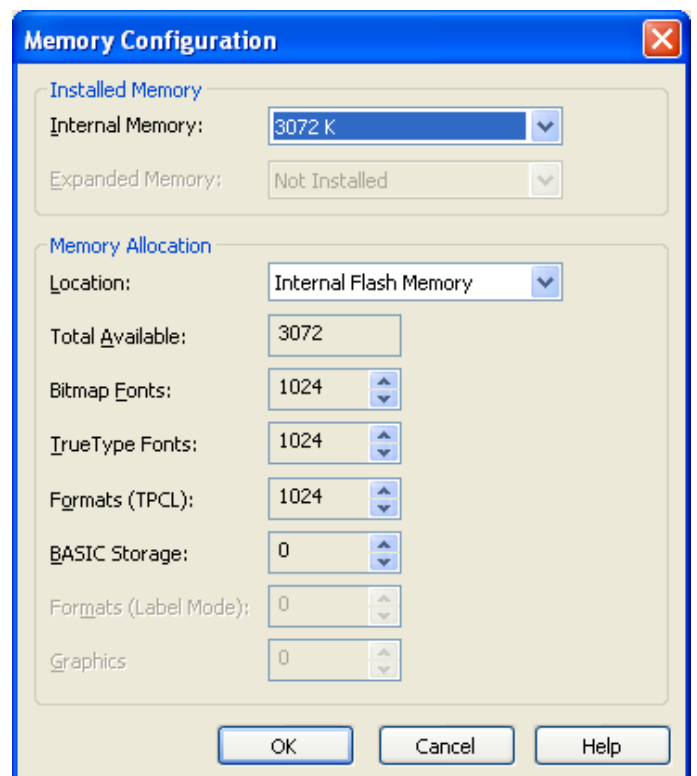 Memory Configuration
Installed Memory
Internal Memory: 3072 K
Expanded Memory: Not Installed
Memory Allocation
Location: Internal Flash Memory
Total Available: 3072
Bitmap Fonts: 1024
TrueType Fonts: 1024
Formats (TPCL): 1024
BASIC Storage: 0
Formats (Label Mode): 0
Graphics 0
OK Cancel Help